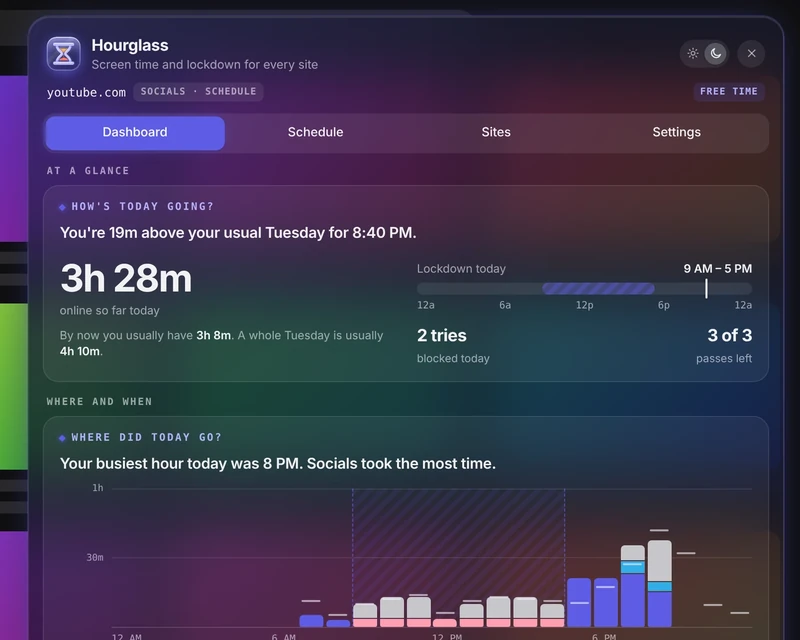 Hourglass
Screen time and lockdown for every site
youtube.com SOCIALS · SCHEDULE FREE TIME
Dashboard Schedule Sites Settings
AT A GLANCE
HOW'S TODAY GOING?
You're 19m above your usual Tuesday for 8:40 PM.
3h 28m
online so far today
By now you usually have 3h 8m. A whole Tuesday is usually
4h 10m.
Lockdown today 9 AM – 5 PM
12a 6a 12p 6p 12a
2 tries 3 of 3
blocked today passes left
WHERE AND WHEN
WHERE DID TODAY GO?
Your busiest hour today was 8 PM. Socials took the most time.
1h
30m
12 AM 6 AM 12 PM 6 PM